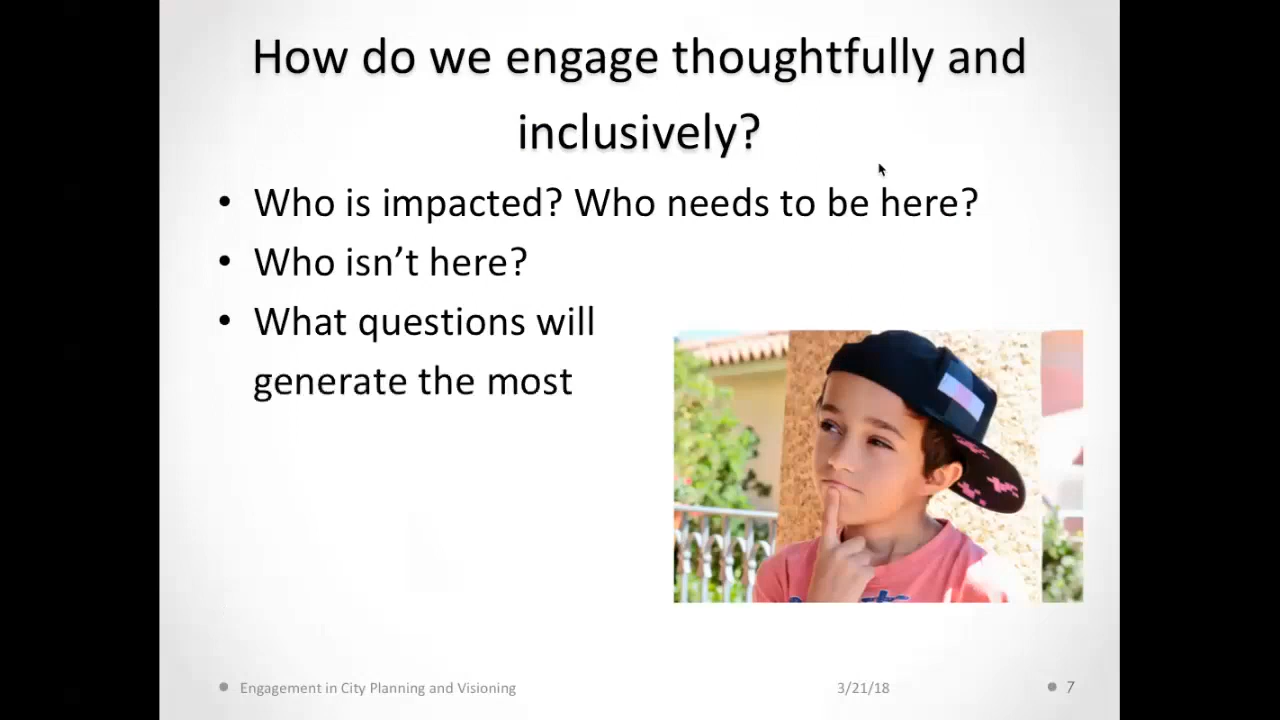 How do we engage thoughtfully and
inclusively?
• Who is impacted? Who needs to be here?
• Who isn’t here?
• What questions will
generate the most
Engagement in City Planning and Visioning
3/21/18
7